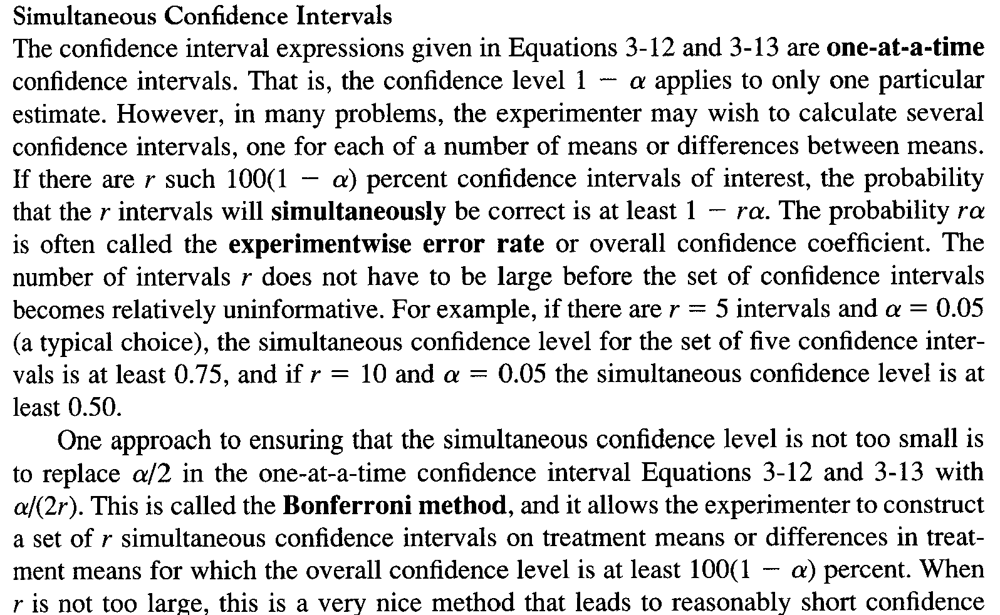 Simultaneous Confidence Intervals
The confidence interval expressions given in Equations 3-12 and 3-13 are one-at-a-time
confidence intervals. That is, the confidence level 1 − α applies to only one particular
estimate. However, in many problems, the experimenter may wish to calculate several
confidence intervals, one for each of a number of means or differences between means.
If there are r such 100(1 − α) percent confidence intervals of interest, the probability
that the r intervals will simultaneously be correct is at least 1 − rα. The probability rα
is often called the experimentwise error rate or overall confidence coefficient. The
number of intervals r does not have to be large before the set of confidence intervals
becomes relatively uninformative. For example, if there are r = 5 intervals and α = 0.05
(a typical choice), the simultaneous confidence level for the set of five confidence inter-
vals is at least 0.75, and if r = 10 and α = 0.05 the simultaneous confidence level is at
least 0.50.
One approach to ensuring that the simultaneous confidence level is not too small is
to replace α/2 in the one-at-a-time confidence interval Equations 3-12 and 3-13 with
α/(2r). This is called the Bonferroni method, and it allows the experimenter to construct
a set of r simultaneous confidence intervals on treatment means or differences in treat-
ment means for which the overall confidence level is at least 100(1 − α) percent. When
r is not too large, this is a very nice method that leads to reasonably short confidence